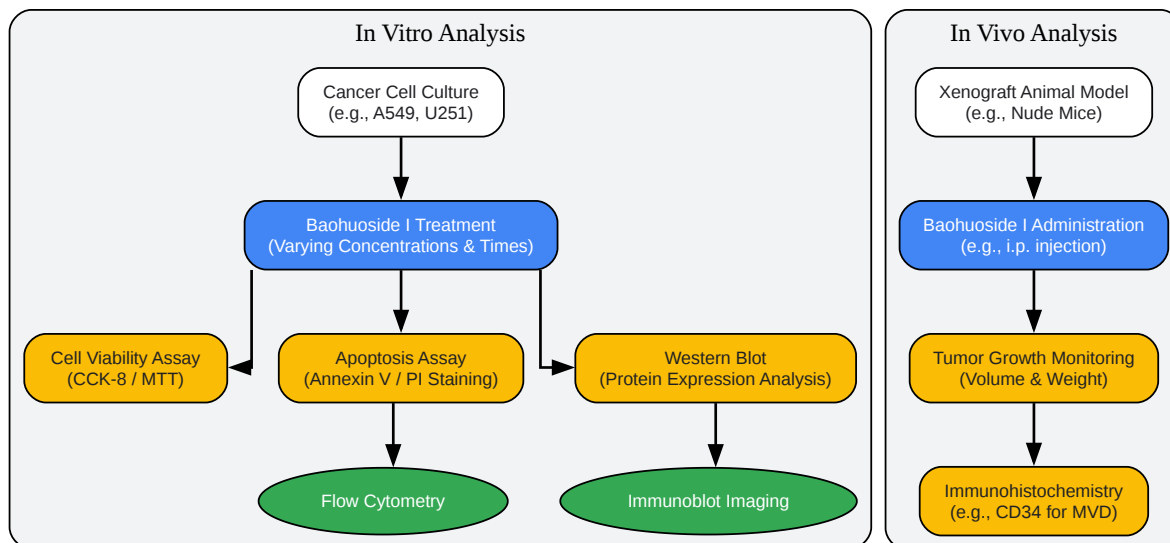 In Vitro Analysis
Cancer Cell Culture
(e.g., A549, U251)
Baohuoside I Treatment
(Varying Concentrations & Times)
Cell Viability Assay
(CCK-8 / MTT)
Apoptosis Assay
(Annexin V / PI Staining)
Western Blot
(Protein Expression Analysis)
Flow Cytometry
Immunoblot Imaging
In Vivo Analysis
Xenograft Animal Model
(e.g., Nude Mice)
Baohuoside I Administration
(e.g., i.p. injection)
Tumor Growth Monitoring
(Volume & Weight)
Immunohistochemistry
(e.g., CD34 for MVD)